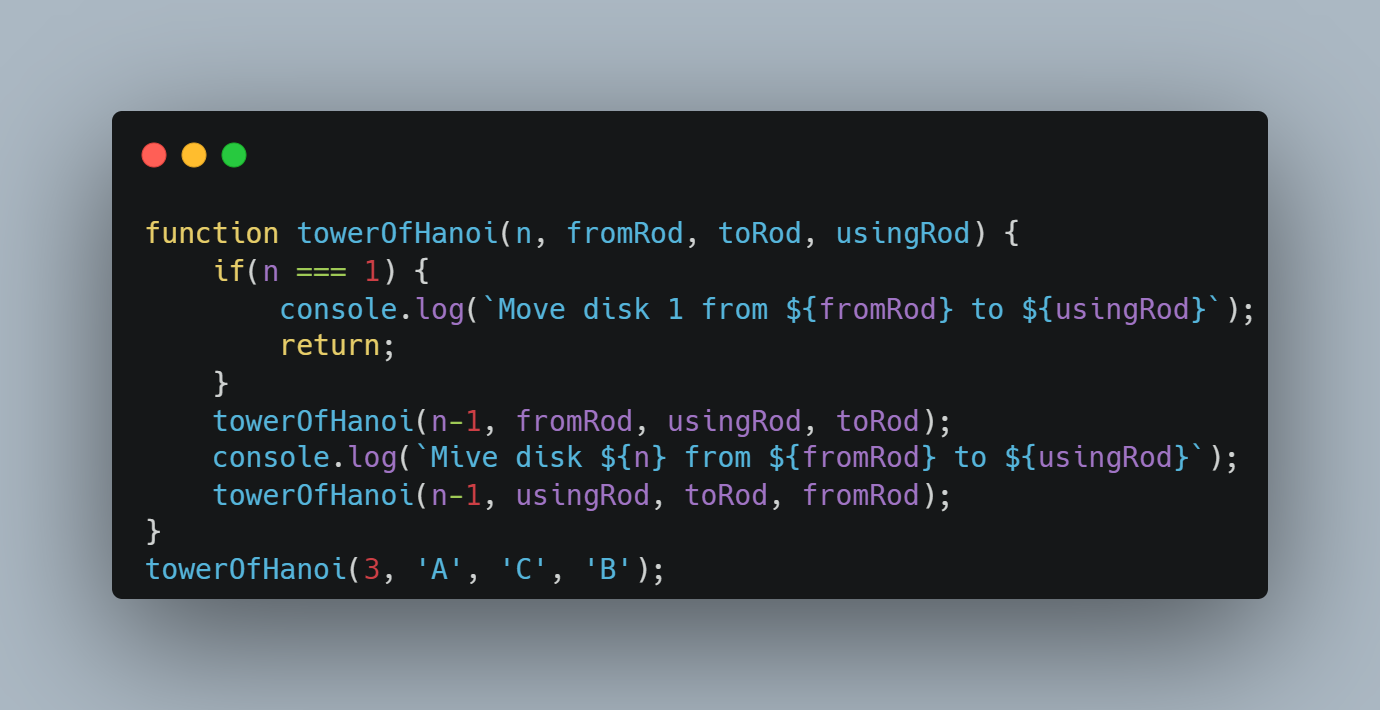 function towerOfHanoi(n, fromRod, toRod, usingRod) {
    if(n === 1) {
        console.log(`Move disk 1 from ${fromRod} to ${usingRod}`);
        return;
    }
    towerOfHanoi(n-1, fromRod, usingRod, toRod);
    console.log(`Mive disk ${n} from ${fromRod} to ${usingRod}`);
    towerOfHanoi(n-1, usingRod, toRod, fromRod);
}
towerOfHanoi(3, 'A', 'C', 'B');